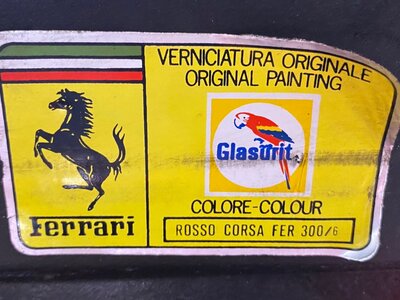 VERNICIATURA ORIGINALE
ORIGINAL PAINTING
Glasurit
COLORE-COLOUR
ROSSO CORSA FER 300/6
Ferrari